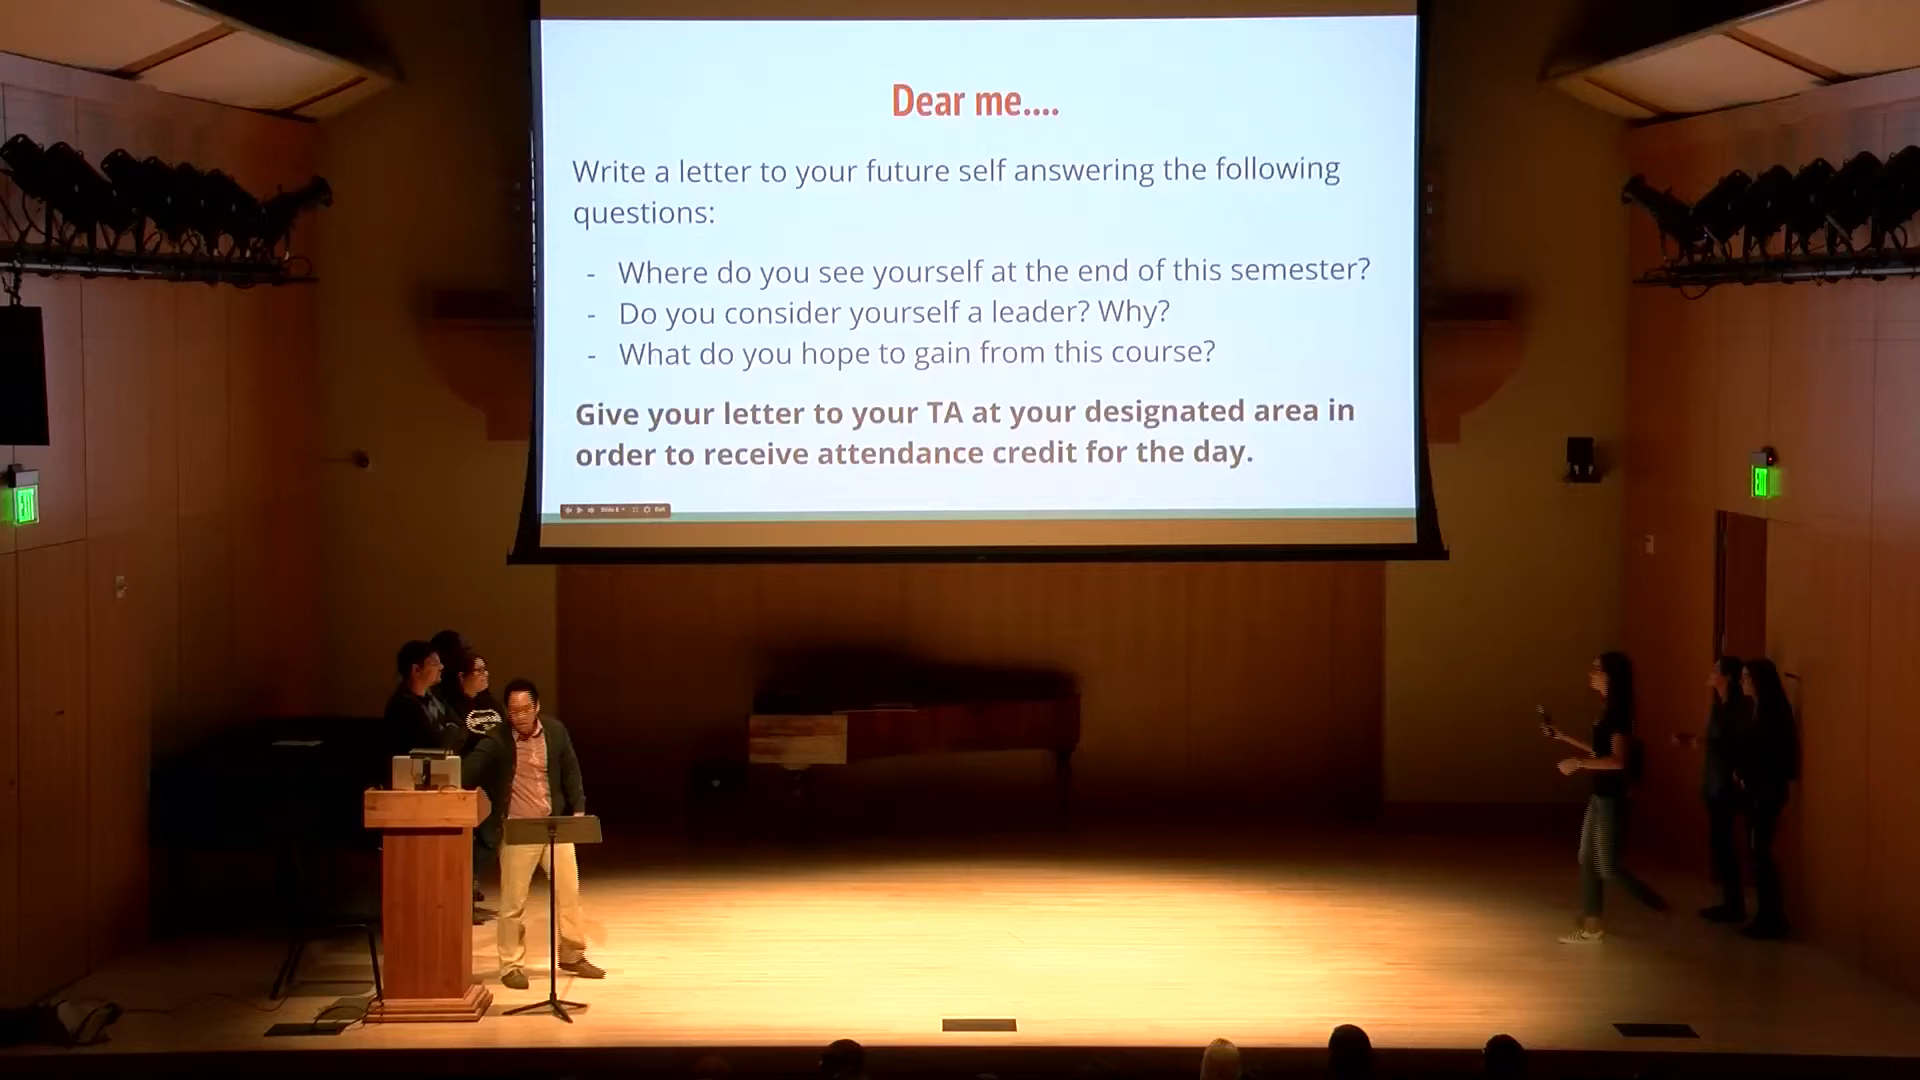 Dear me....
Write a letter to your future self answering the following
questions:
- Where do you see yourself at the end of this semester?
- Do you consider yourself a leader? Why?
- What do you hope to gain from this course?
Give your letter to your TA at your designated area in
order to receive attendance credit for the day.
EXIT
EXIT